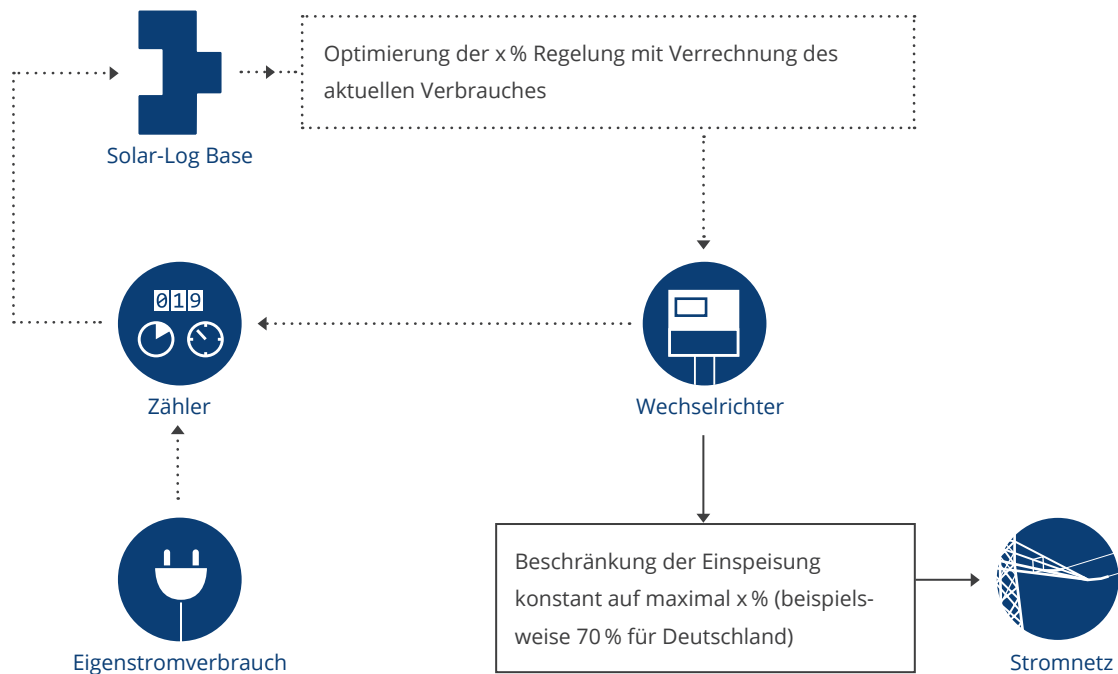 Optimierung der x % Regelung mit Verrechnung des
aktuellen Verbrauches
Solar-Log Base
019
Zähler
Wechselrichter
Beschränkung der Einspeisung
konstant auf maximal x % (beispiels-
weise 70 % für Deutschland)
Eigenstromverbrauch
Stromnetz